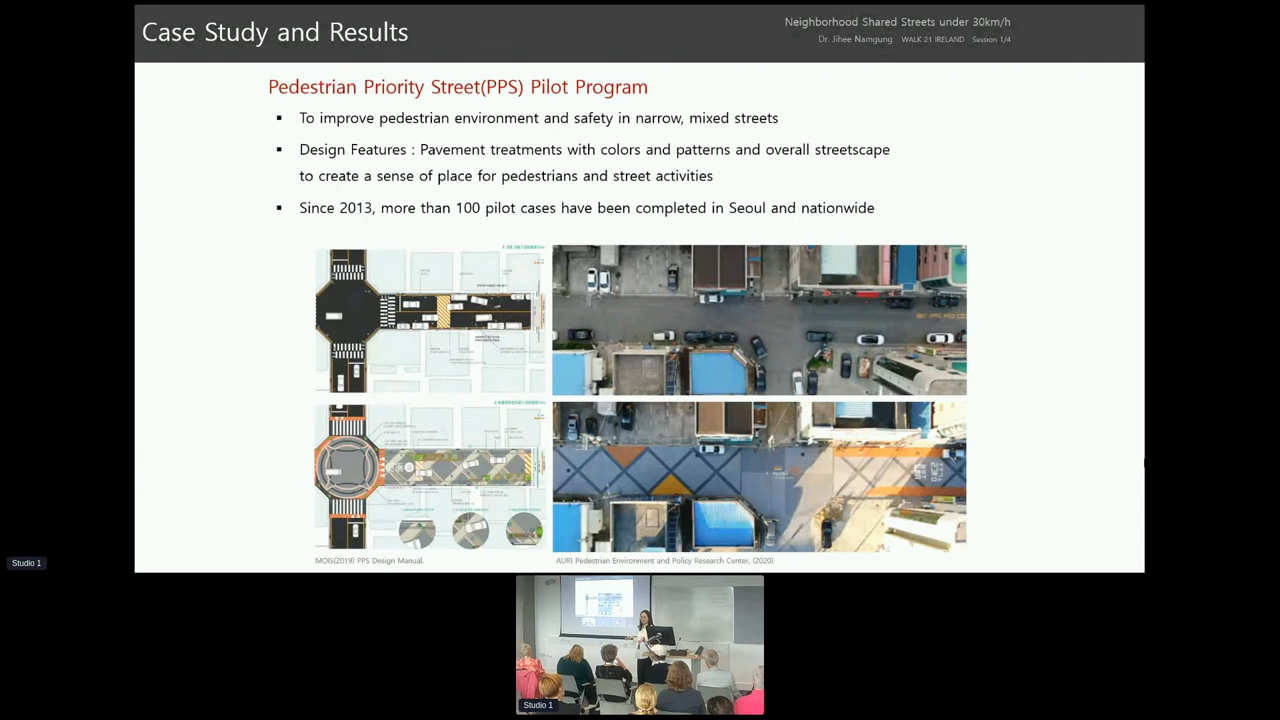 Case Study and Results
Neighborhood Shared Streets under 30km/h
Dr. Jihee Namgung WALK 21 IRELAND Session 1/4
Pedestrian Priority Street(PPS) Pilot Program
▪ To improve pedestrian environment and safety in narrow, mixed streets
▪ Design Features : Pavement treatments with colors and patterns and overall streetscape
to create a sense of place for pedestrians and street activities
▪ Since 2013, more than 100 pilot cases have been completed in Seoul and nationwide
MOIS(2019) PPS Design Manual.
AURI Pedestrian Environment and Policy Research Center, (2020)
Studio 1
Studio 1